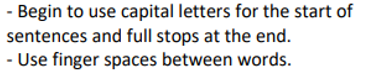 - Begin to use capital letters for the start of
sentences and full stops at the end.
- Use finger spaces between words.